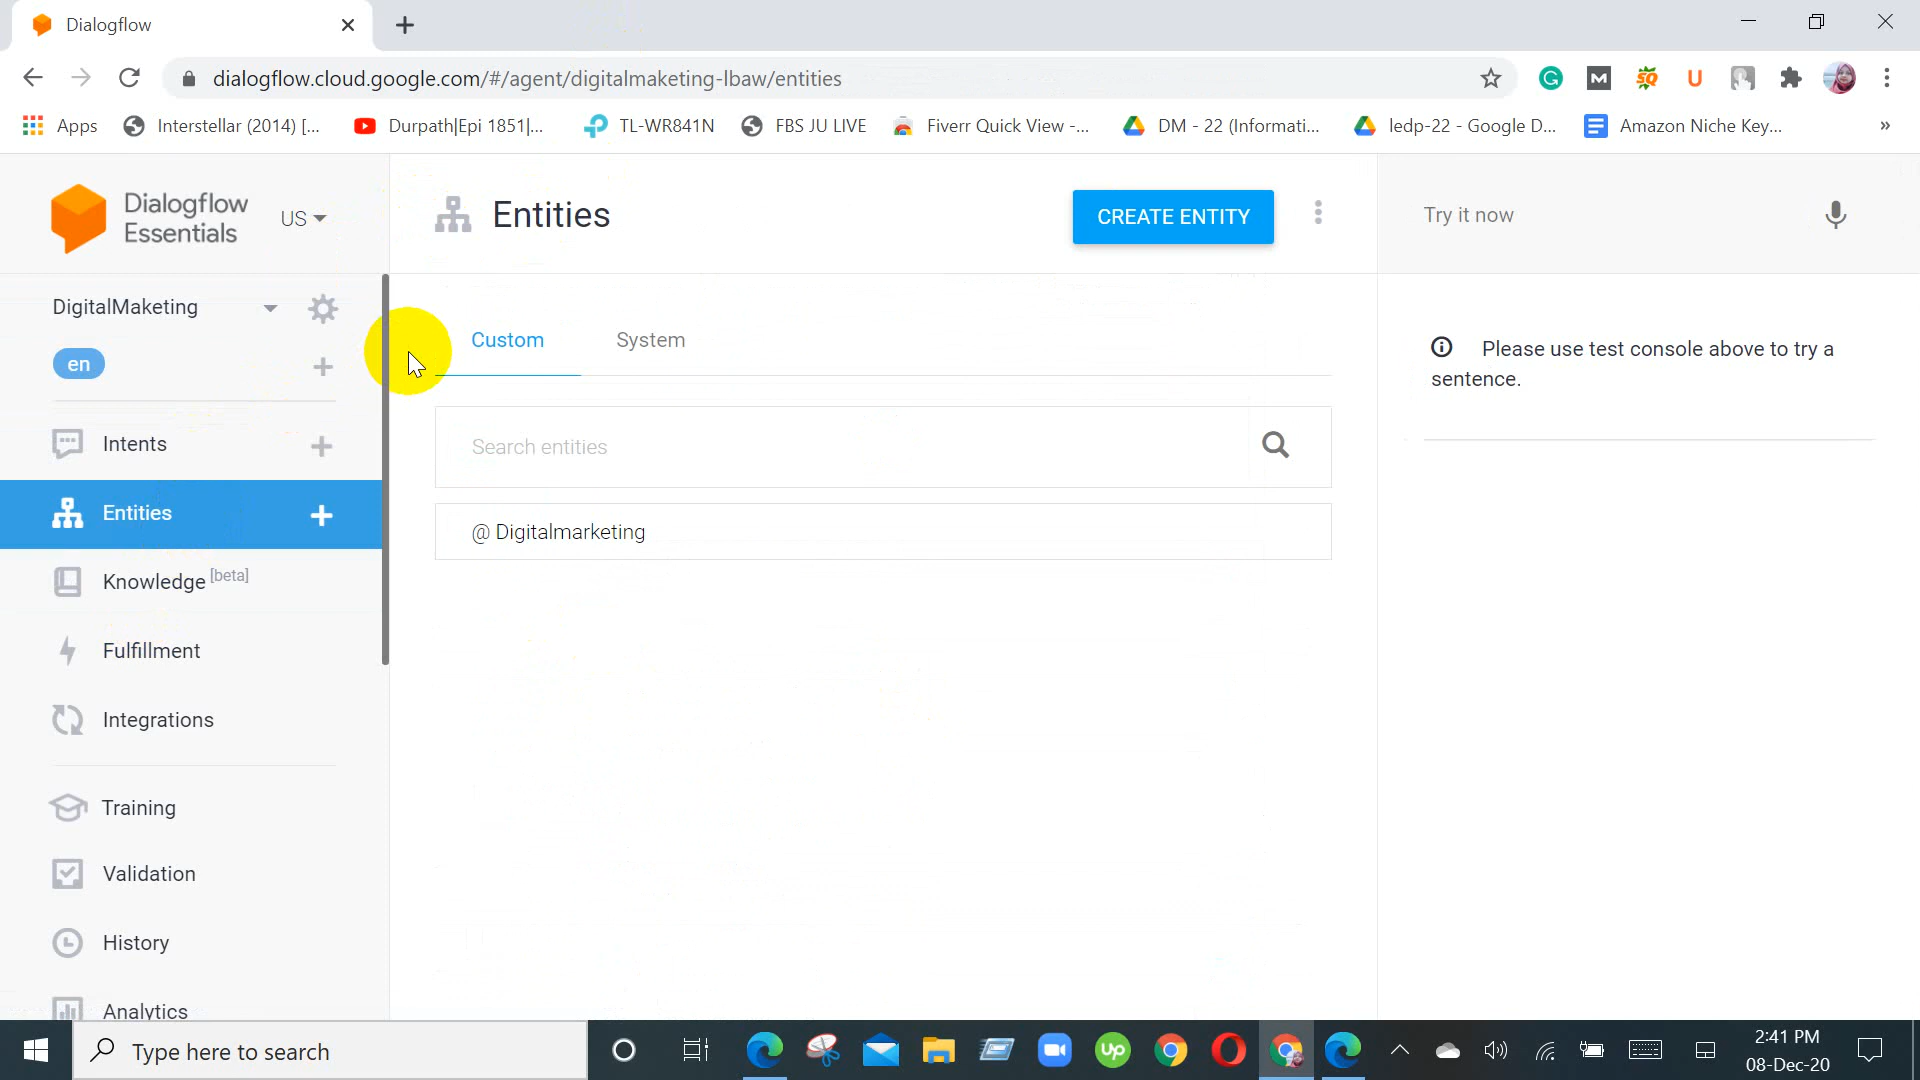 Dialogflow
dialogflow.cloud.google.com/#/agent/digitalmaketing-lbaw/entities
Apps
Interstellar (2014) [...
Durpath|Epi 1851|...
TL-WR841N
FBS JU LIVE
Fiverr Quick View -...
DM - 22 (Informati...
ledp-22 - Google D...
Amazon Niche Key...
»
Dialogflow
Essentials
US
Entities
CREATE ENTITY
Try it now
DigitalMaketing
en
Custom
System
Please use test console above to try a
sentence.
Intents
Search entities
Entities
@ Digitalmarketing
Knowledge [beta]
Fulfillment
Integrations
Training
Validation
History
Analytics
Type here to search
2:41 PM
08-Dec-20